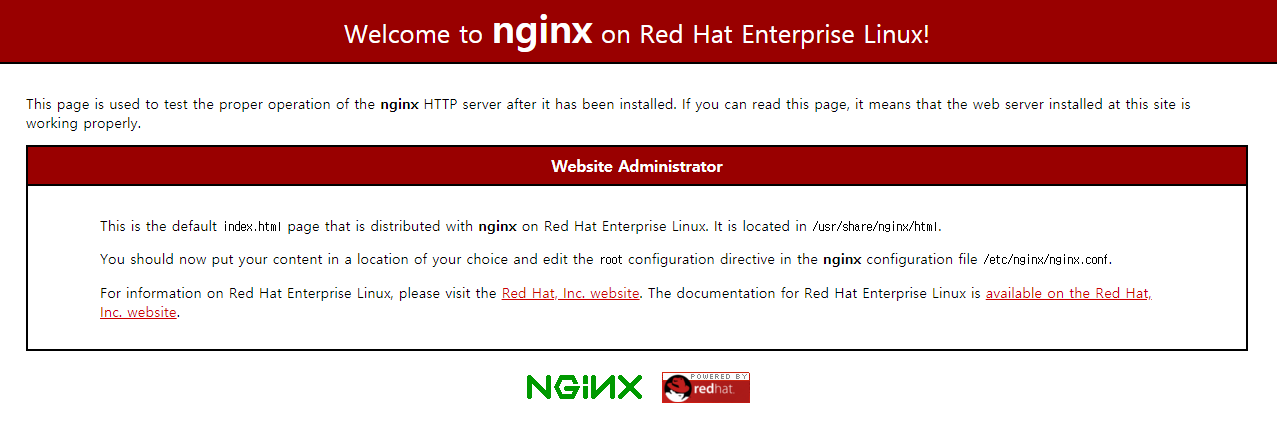 Welcome to nginx on Red Hat Enterprise Linux!
This page is used to test the proper operation of the nginx HTTP server after it has been installed. If you can read this page, it means that the web server installed at this site is
working properly.
Website Administrator
This is the default index.html page that is distributed with nginx on Red Hat Enterprise Linux. It is located in /usr/share/nginx/html.
You should now put your content in a location of your choice and edit the root configuration directive in the nginx configuration file /etc/nginx/nginx.conf.
For information on Red Hat Enterprise Linux, please visit the Red Hat, Inc. website. The documentation for Red Hat Enterprise Linux is available on the Red Hat,
Inc. website.
NGINX
POWERED BY
redhat.